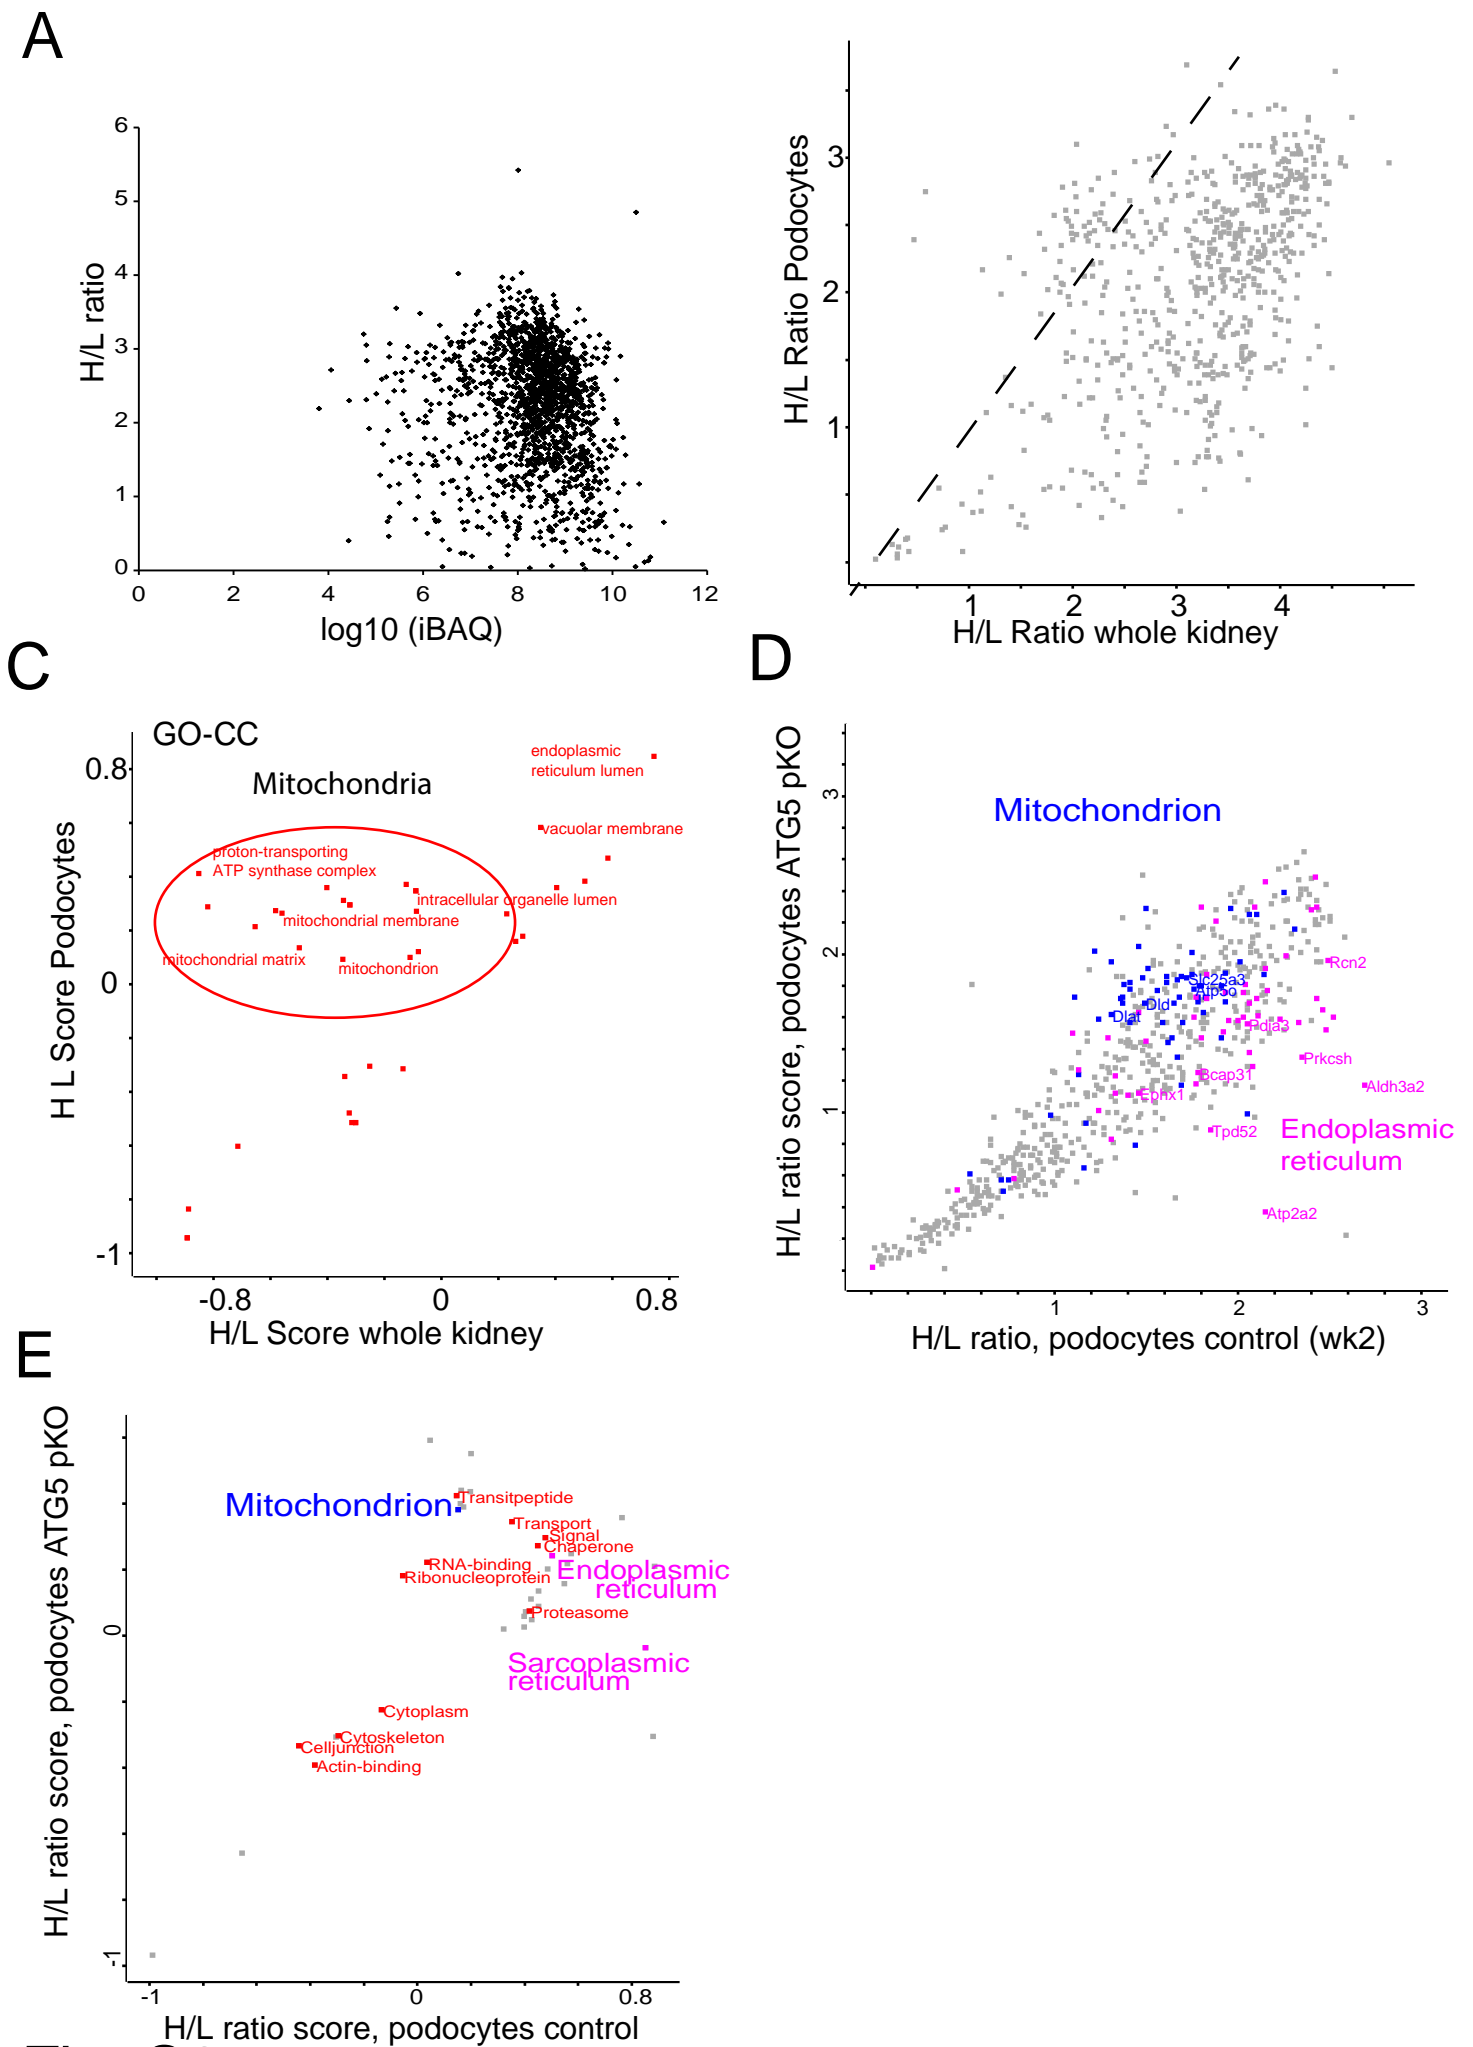 A
6
5
4
3
2
1
0
H/L ratio
0 2 4 6 8 10 12
log10 (iBAQ)
3
2
1
H/L Ratio Podocytes
1 2 3 4
H/L Ratio whole kidney
C
GO-CC
Mitochondria
0.8
0
-1
H L Score Podocytes
endoplasmic
reticulum lumen
vacuolar membrane
proton-transporting
ATP synthase complex
intracellular organelle lumen
mitochondrial membrane
mitochondrial matrix
mitochondrion
-0.8 0 0.8
H/L Score whole kidney
D
3
2
1
H/L ratio score, podocytes ATG5 pKO
Mitochondrion
Rcn2
Slc25a3
Atp5o
Dld
Dlat
Pdia3
Prkcsh
Bcap31
Aldh3a2
Ephx1
Tpd52
Endoplasmic
reticulum
Atp2a2
1 2 3
H/L ratio, podocytes control (wk2)
E
0
-1
H/L ratio score, podocytes ATG5 pKO
Mitochondrion
Transitpeptide
Transport
Signal
Chaperone
RNA-binding
Ribonucleoprotein
Endoplasmic
reticulum
Proteasome
Sarcoplasmic
reticulum
Cytoplasm
Cytoskeleton
Celljunction
Actin-binding
-1 0 0.8
H/L ratio score, podocytes control